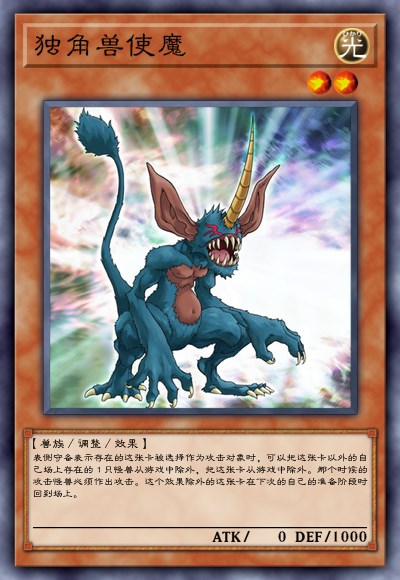 独角兽使魔
光
【兽族／调整／效果】
表侧守备表示存在的这张卡被选择作为攻击对象时，可以把这张卡以外的自
己场上存在的１只怪兽从游戏中除外，把这张卡从游戏中除外。那个时候的
攻击怪兽必须作出攻击。这个效果除外的这张卡在下次的自己的准备阶段时
回到场上。
ATK/ 0 DEF/1000